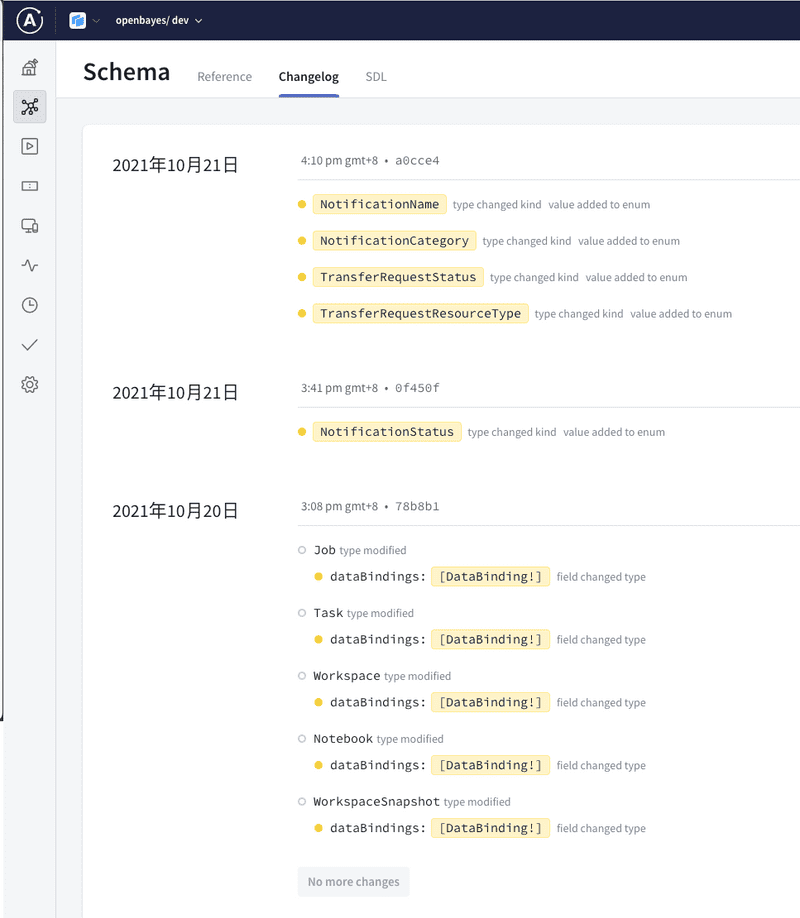 openbayes/ dev
Schema Reference Changelog SDL
2021年10月21日 4:10 pm gmt+8 • a0cce4
NotificationName type changed kind value added to enum
NotificationCategory type changed kind value added to enum
TransferRequestStatus type changed kind value added to enum
TransferRequestResourceType type changed kind value added to enum
2021年10月21日 3:41 pm gmt+8 • 0f450f
NotificationStatus type changed kind value added to enum
2021年10月20日 3:08 pm gmt+8 • 78b8b1
Job type modified
dataBindings: [DataBinding!] field changed type
Task type modified
dataBindings: [DataBinding!] field changed type
Workspace type modified
dataBindings: [DataBinding!] field changed type
Notebook type modified
dataBindings: [DataBinding!] field changed type
WorkspaceSnapshot type modified
dataBindings: [DataBinding!] field changed type
No more changes